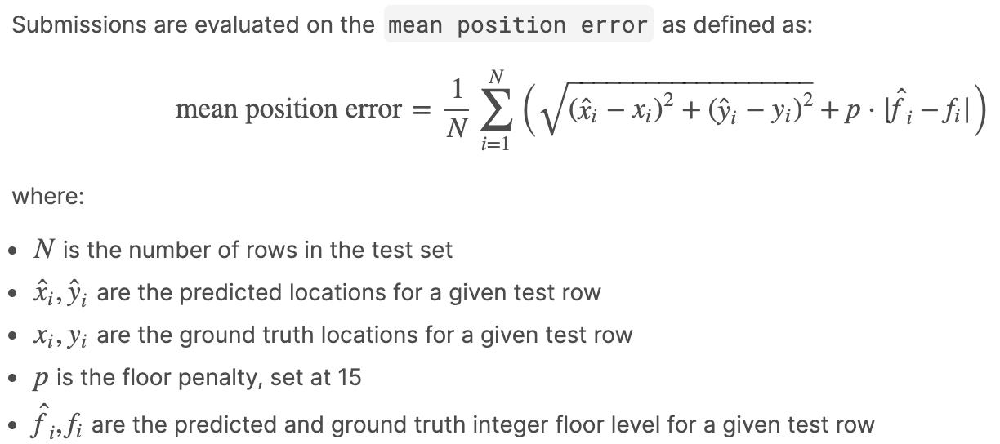 Submissions are evaluated on the mean position error as defined as:
mean position error = \frac{1}{N} \sum_{i=1}^{N} \left( \sqrt{(\hat{x}_i - x_i)^2 + (\hat{y}_i - y_i)^2} + p \cdot |\hat{f}_i - f_i| \right)
where:
• N is the number of rows in the test set
• \hat{x}_i, \hat{y}_i are the predicted locations for a given test row
• x_i, y_i are the ground truth locations for a given test row
• p is the floor penalty, set at 15
• \hat{f}_i, f_i are the predicted and ground truth integer floor level for a given test row